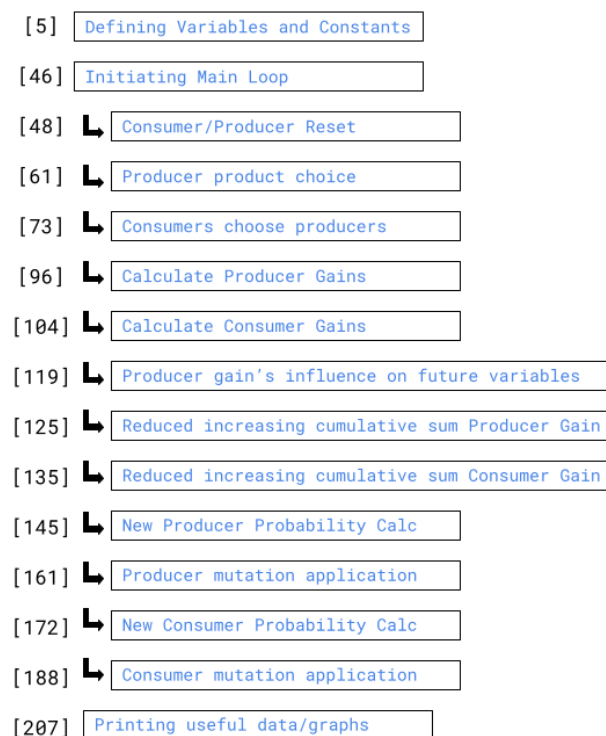 [5] Defining Variables and Constants
[46] Initiating Main Loop
[48] Consumer/Producer Reset
[61] Producer product choice
[73] Consumers choose producers
[96] Calculate Producer Gains
[104] Calculate Consumer Gains
[119] Producer gain's influence on future variables
[125] Reduced increasing cumulative sum Producer Gain
[135] Reduced increasing cumulative sum Consumer Gain
[145] New Producer Probability Calc
[161] Producer mutation application
[172] New Consumer Probability Calc
[188] Consumer mutation application
[207] Printing useful data/graphs